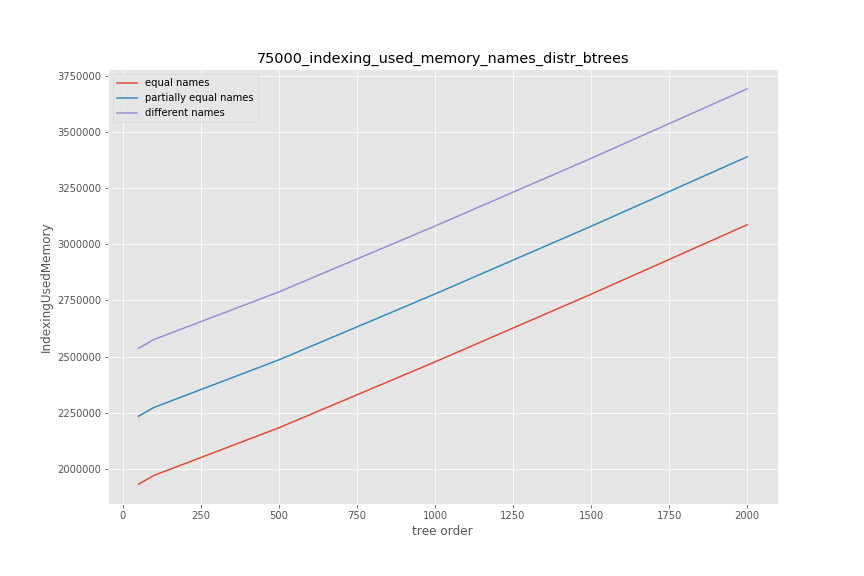 75000_indexing_used_memory_names_distr_btrees
equal names
partially equal names
different names
IndexingUsedMemory
3750000
3500000
3250000
3000000
2750000
2500000
2250000
2000000
0 250 500 750 1000 1250 1500 1750 2000
tree order